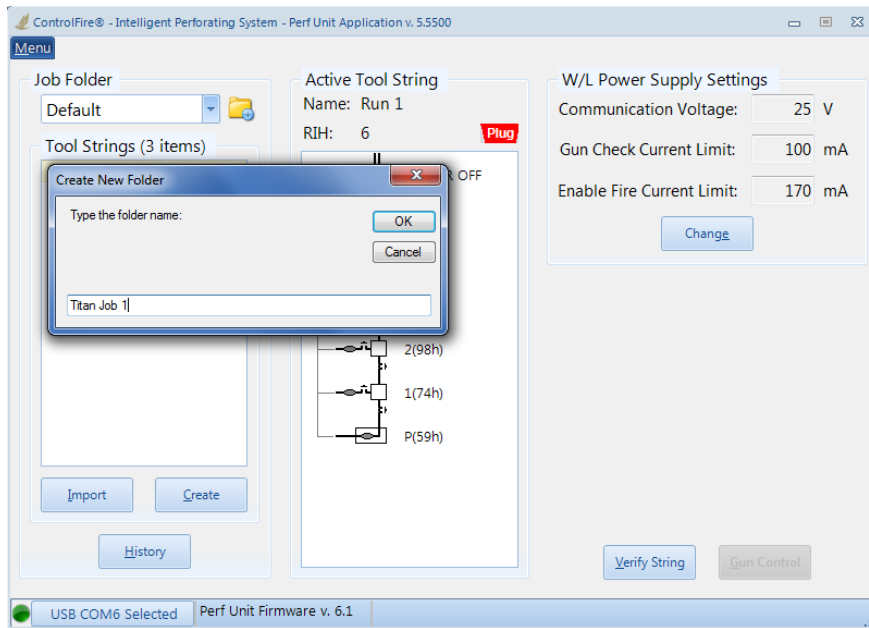 ControlFire® - Intelligent Perforating System - Perf Unit Application v. 5.5500
Menu
Job Folder
Default
Tool Strings (3 items)
Import
Create
History
Active Tool String
Name: Run 1
RIH: 6
Plug
R OFF
2(98h)
1(74h)
P(59h)
W/L Power Supply Settings
Communication Voltage: 25 V
Gun Check Current Limit: 100 mA
Enable Fire Current Limit: 170 mA
Change
Create New Folder
Type the folder name:
OK
Cancel
Titan Job 1
Verify String
Gun Control
USB COM6 Selected
Perf Unit Firmware v. 6.1